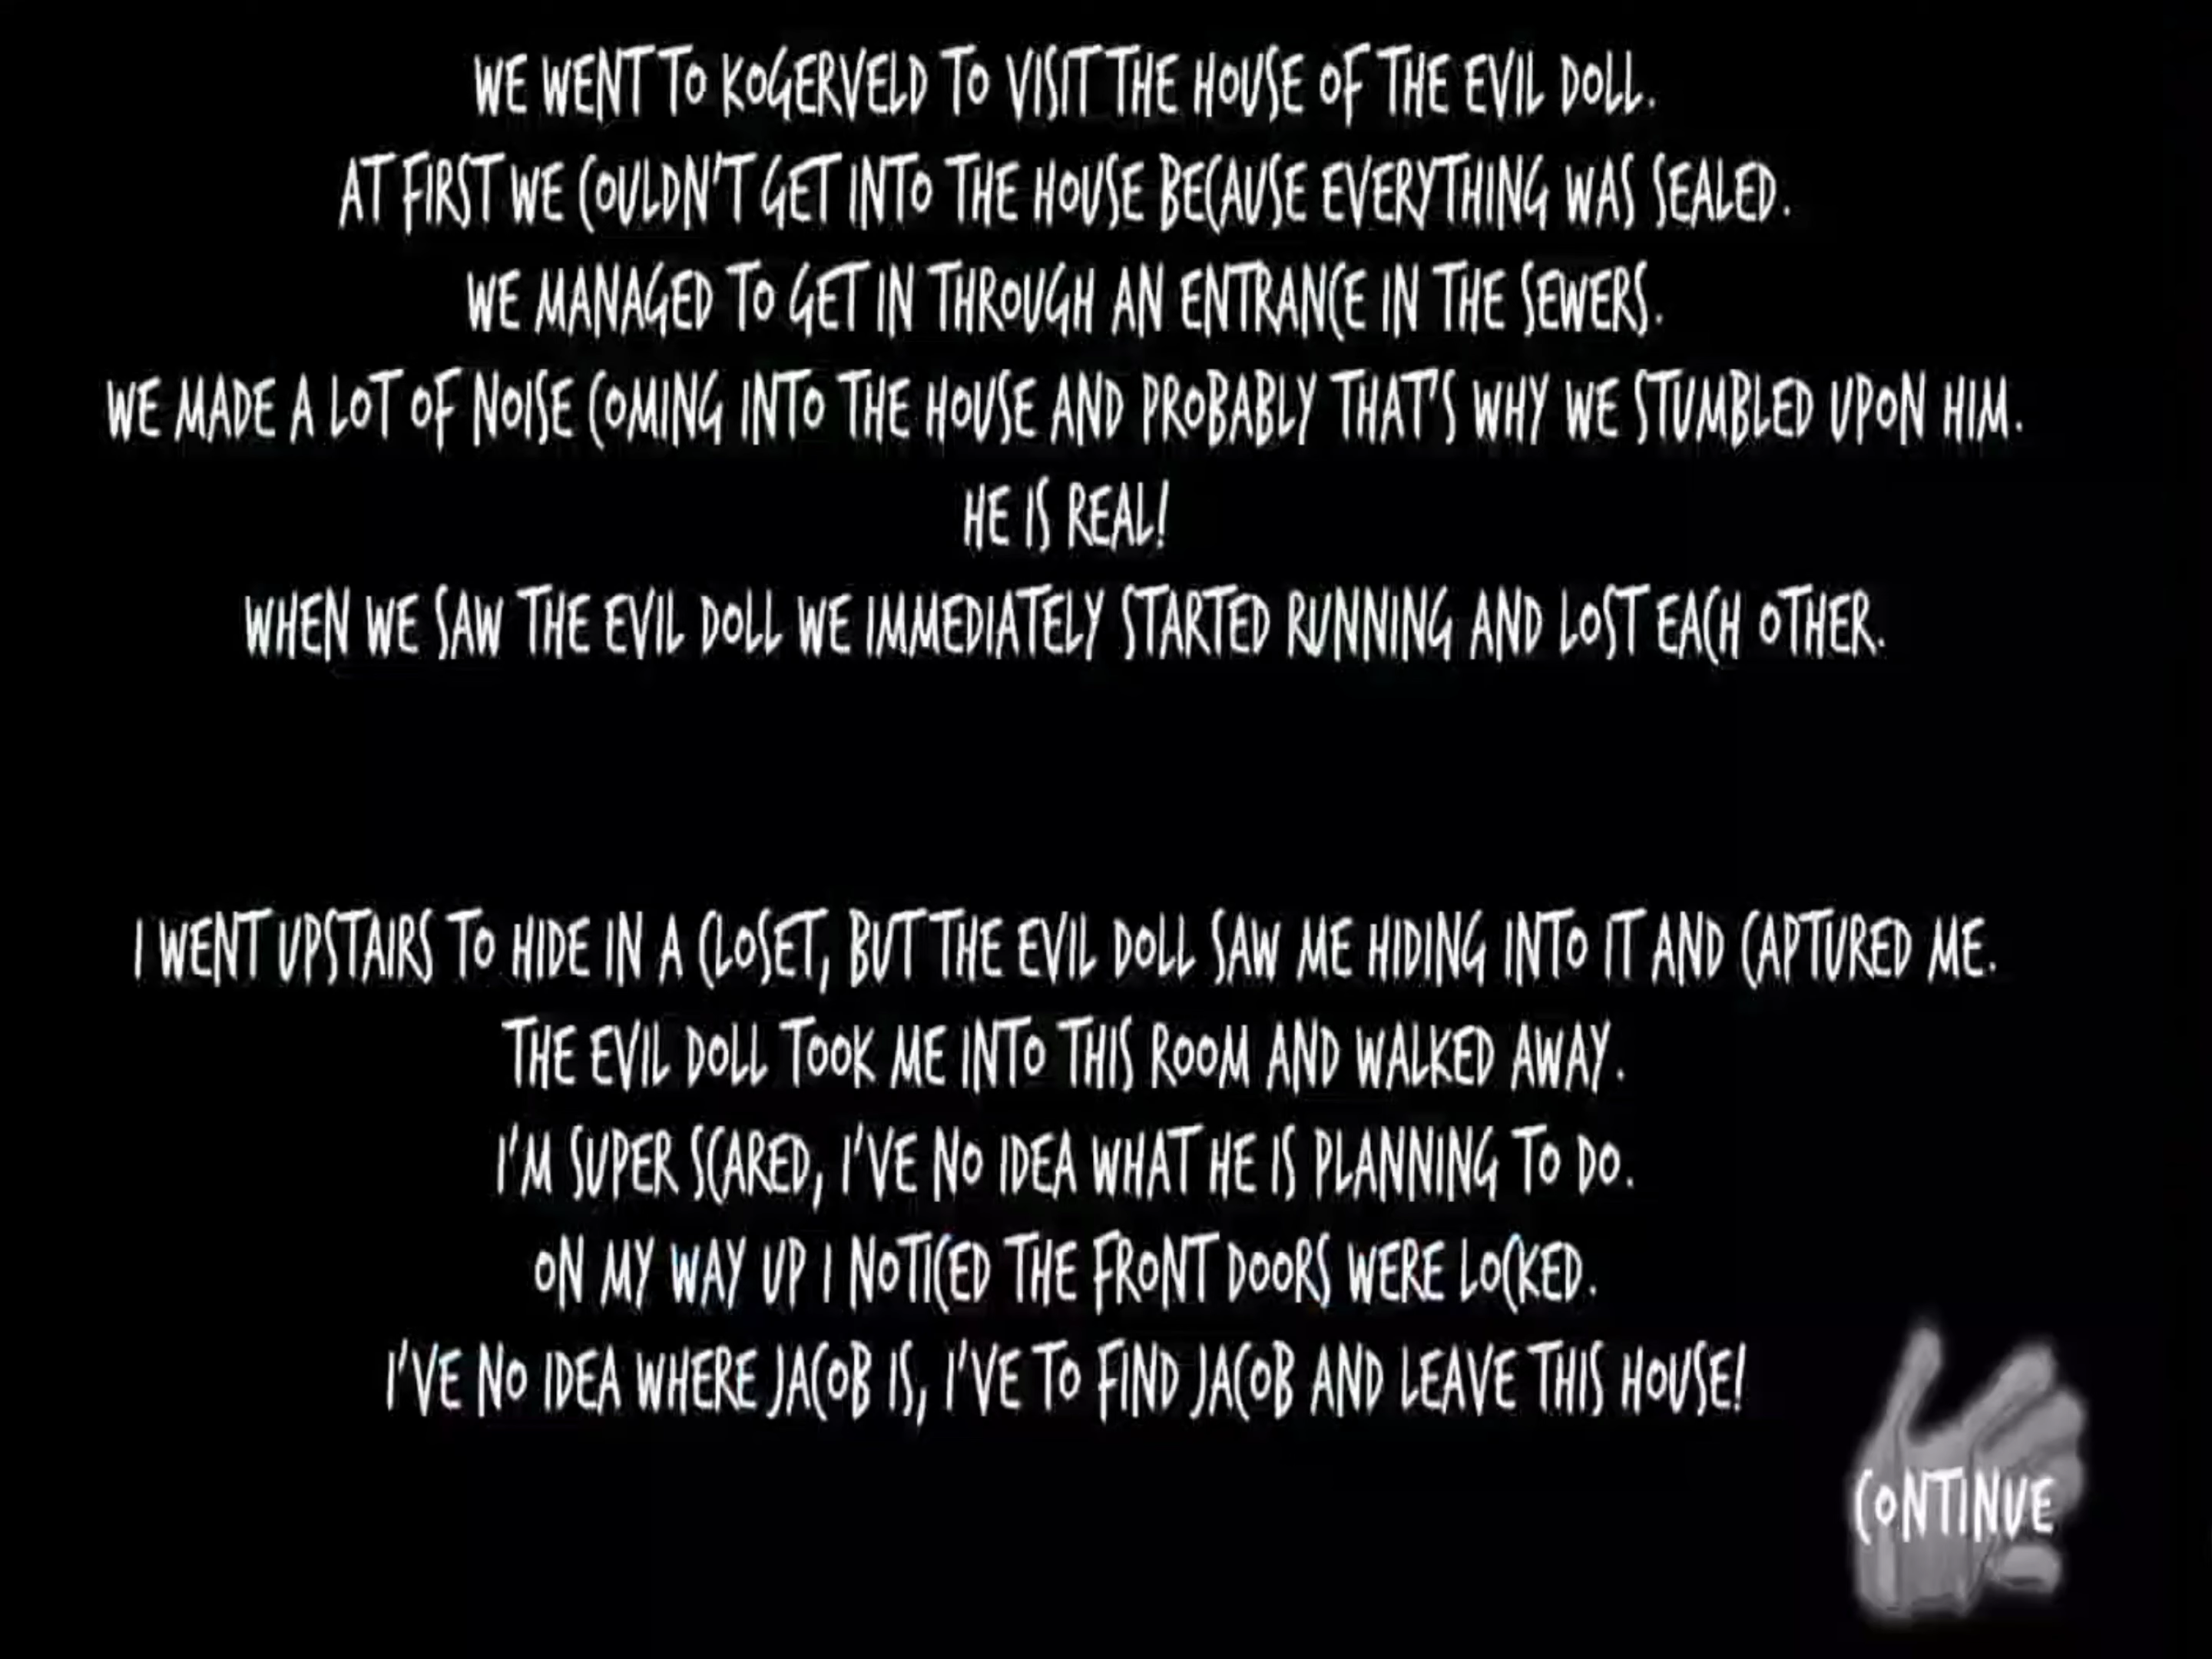 WE WENT TO KOGERVELD TO VISIT THE HOUSE OF THE EVIL DOLL.
AT FIRST WE COULDN'T GET INTO THE HOUSE BECAUSE EVERYTHING WAS SEALED.
WE MANAGED TO GET IN THROUGH AN ENTRANCE IN THE SEWERS.
WE MADE A LOT OF NOISE COMING INTO THE HOUSE AND PROBABLY THAT'S WHY WE STUMBLED UPON HIM.
HE IS REAL!
WHEN WE SAW THE EVIL DOLL WE IMMEDIATELY STARTED RUNNING AND LOST EACH OTHER.
I WENT UPSTAIRS TO HIDE IN A CLOSET, BUT THE EVIL DOLL SAW ME HIDING INTO IT AND CAPTURED ME.
THE EVIL DOLL TOOK ME INTO THIS ROOM AND WALKED AWAY.
I'M SUPER SCARED, I'VE NO IDEA WHAT HE IS PLANNING TO DO.
ON MY WAY UP I NOTICED THE FRONT DOORS WERE LOCKED.
I'VE NO IDEA WHERE JACOB IS, I'VE TO FIND JACOB AND LEAVE THIS HOUSE!
CONTINUE